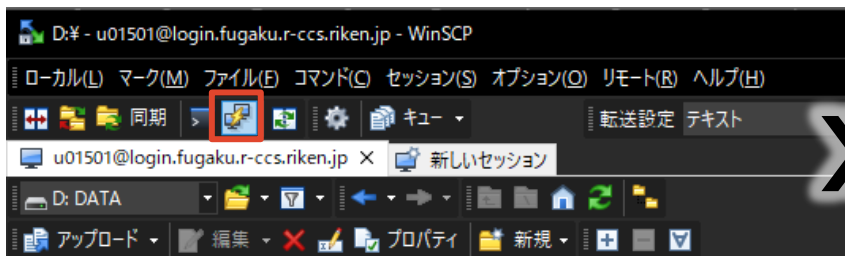 D:¥ - u01501@login.fugaku.r-ccs.riken.jp - WinSCP
ローカル(L) マーク(M) ファイル(F) コマンド(C) セッション(S) オプション(O) リモート(R) ヘルプ(H)
同期 キュー 転送設定 テキスト
u01501@login.fugaku.r-ccs.riken.jp × 新しいセッション
D: DATA
アップロード 編集 プロパティ 新規